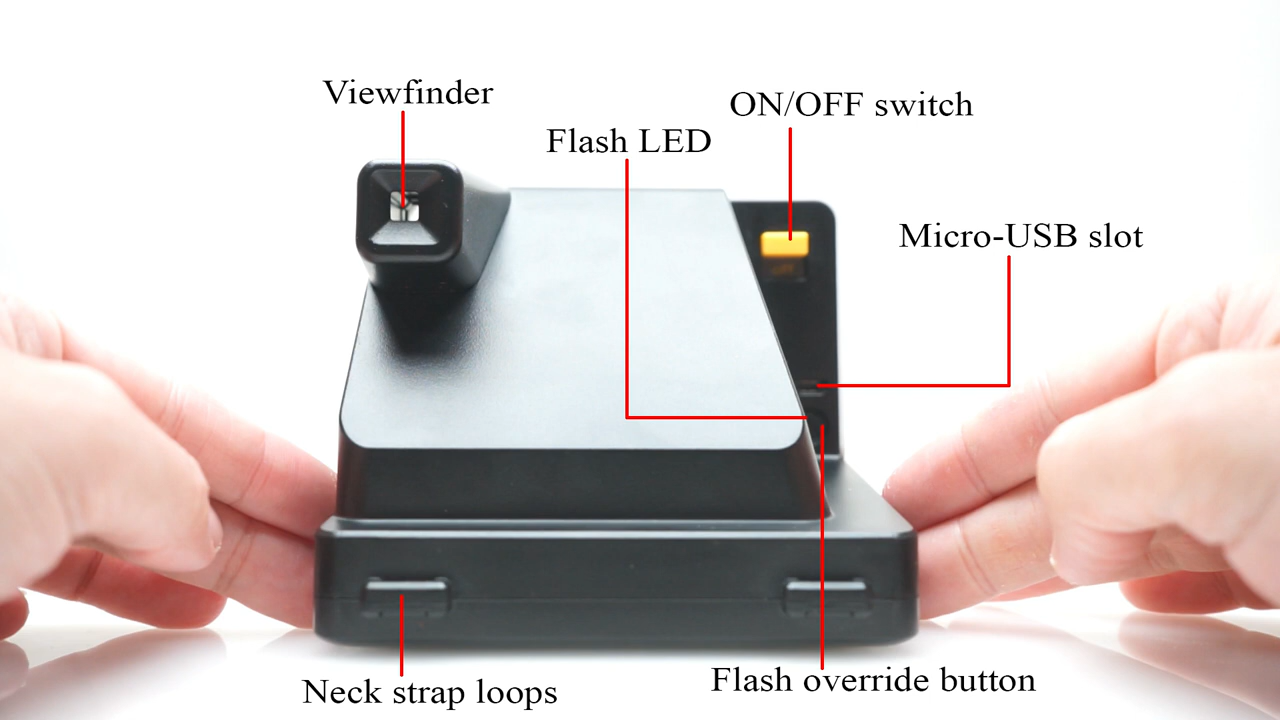 Viewfinder
ON/OFF switch
Flash LED
Micro-USB slot
Flash override button
Neck strap loops